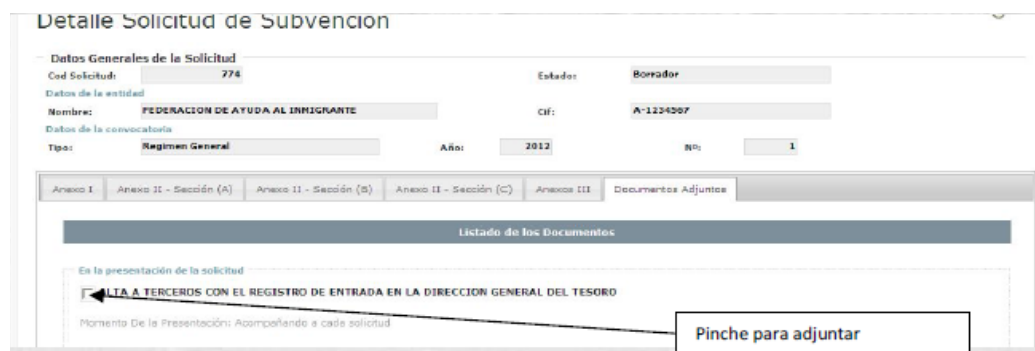 Detalle Solicitud de Subvencion
Datos Generales de la Solicitud
Cod Solicitud: 774 Estado: Borrador
Datos de la entidad
Nombre: FEDERACION DE AYUDA AL INMIGRANTE Cif: A-1234567
Datos de la convocatoria
Tipo: Regimen General Año: 2012 Nº: 1
Anexo I Anexo II - Sección (A) Anexo II - Sección (B) Anexo II - Sección (C) Anexos III Documentos Adjuntos
Listado de los Documentos
En la presentación de la solicitud
ALTA A TERCEROS CON EL REGISTRO DE ENTRADA EN LA DIRECCION GENERAL DEL TESORO
Momento De la Presentación: Acompañando a cada solicitud
Pinche para adjuntar